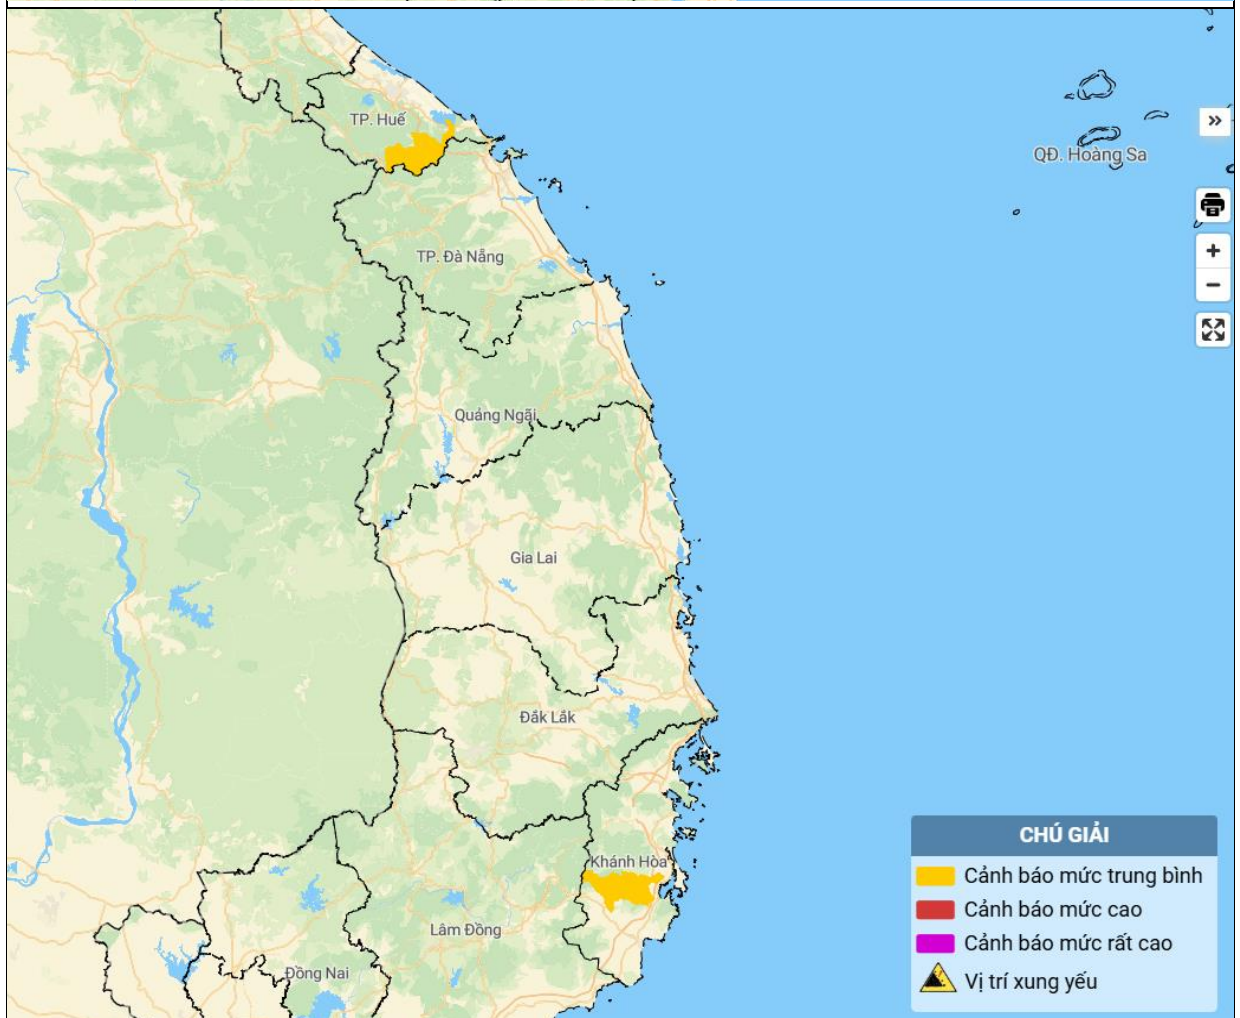 TP. Huế
»
QĐ. Hoàng Sa
TP. Đà Nẵng
+
−
Quảng Ngãi
Gia Lai
Đắk Lắk
Khánh Hòa
Lâm Đồng
Đồng Nai
CHÚ GIẢI
Cảnh báo mức trung bình
Cảnh báo mức cao
Cảnh báo mức rất cao
Vị trí xung yếu